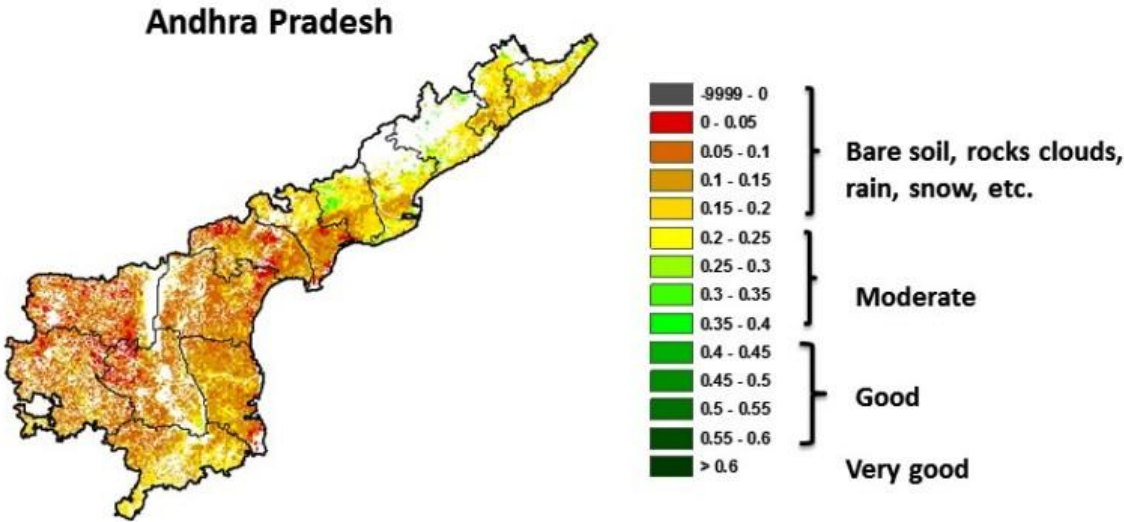 Andhra Pradesh
-9999 - 0
0 - 0.05
0.05 - 0.1
0.1 - 0.15
0.15 - 0.2
0.2 - 0.25
0.25 - 0.3
0.3 - 0.35
0.35 - 0.4
0.4 - 0.45
0.45 - 0.5
0.5 - 0.55
0.55 - 0.6
> 0.6
Bare soil, rocks clouds,
rain, snow, etc.
Moderate
Good
Very good